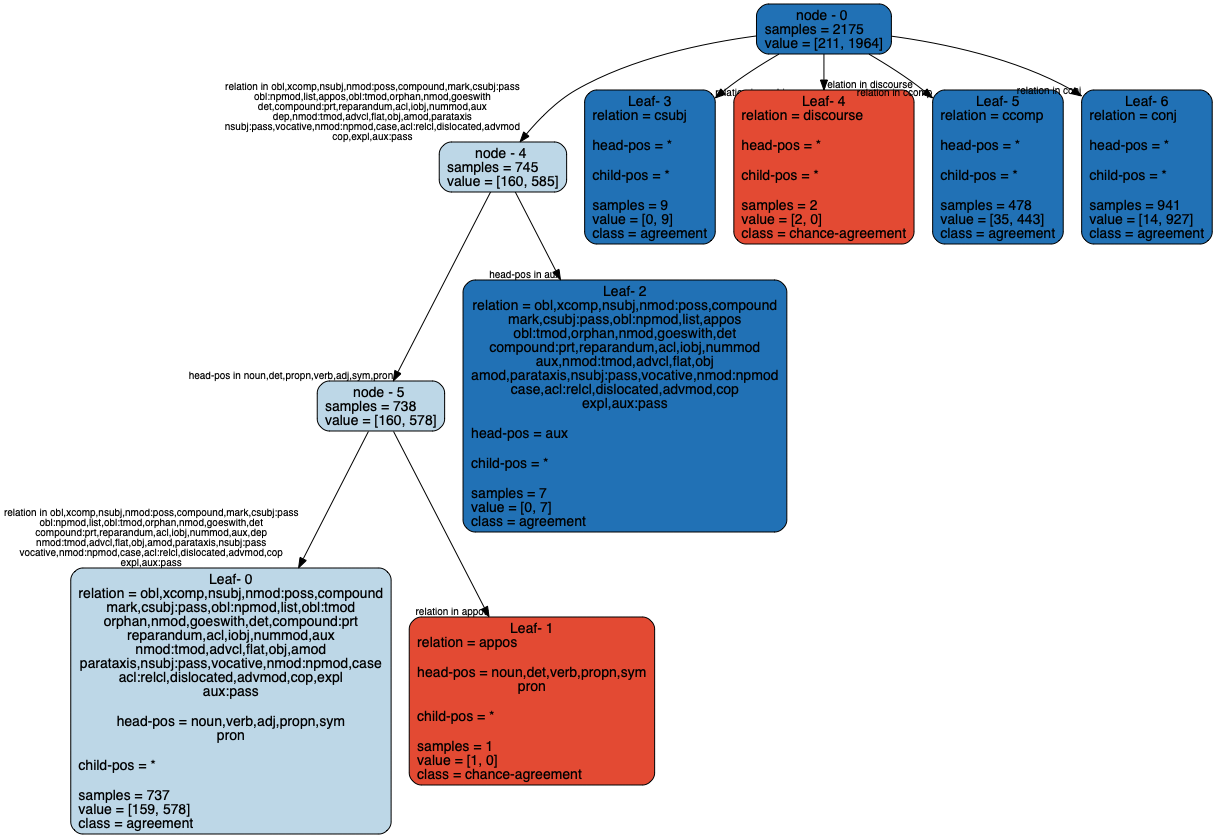 node - 0
samples = 2175
value = [211, 1964]
relation in obl,xcomp,nsubj,nmod:poss,compound,mark,csubj:pass
obl:npmod,list,appos,obl:tmod,orphan,nmod,goeswith
det,compound:prt,reparandum,acl,iobj,nummod,aux
dep,nmod:tmod,advcl,flat,obj,amod,parataxis
nsubj:pass,vocative,nmod:npmod,case,acl:relcl,dislocated,advmod
cop,expl,aux:pass
relation in discourse
relation in ccomp
relation in conj
Leaf- 3
relation = csubj
head-pos = *
child-pos = *
samples = 9
value = [0, 9]
class = agreement
Leaf- 4
relation = discourse
head-pos = *
child-pos = *
samples = 2
value = [2, 0]
class = chance-agreement
Leaf- 5
relation = ccomp
head-pos = *
child-pos = *
samples = 478
value = [35, 443]
class = agreement
Leaf- 6
relation = conj
head-pos = *
child-pos = *
samples = 941
value = [14, 927]
class = agreement
node - 4
samples = 745
value = [160, 585]
head-pos in aux
Leaf- 2
relation = obl,xcomp,nsubj,nmod:poss,compound
mark,csubj:pass,obl:npmod,list,appos
obl:tmod,orphan,nmod,goeswith,det
compound:prt,reparandum,acl,iobj,nummod
aux,nmod:tmod,advcl,flat,obj
amod,parataxis,nsubj:pass,vocative,nmod:npmod
case,acl:relcl,dislocated,advmod,cop
expl,aux:pass
head-pos = aux
child-pos = *
samples = 7
value = [0, 7]
class = agreement
head-pos in noun,det,propn,verb,adj,sym,pron
node - 5
samples = 738
value = [160, 578]
relation in obl,xcomp,nsubj,nmod:poss,compound,mark,csubj:pass
obl:npmod,list,obl:tmod,orphan,nmod,goeswith,det
compound:prt,reparandum,acl,iobj,nummod,aux,dep
nmod:tmod,advcl,flat,obj,amod,parataxis,nsubj:pass
vocative,nmod:npmod,case,acl:relcl,dislocated,advmod,cop
expl,aux:pass
Leaf- 0
relation = obl,xcomp,nsubj,nmod:poss,compound
mark,csubj:pass,obl:npmod,list,obl:tmod
orphan,nmod,goeswith,det,compound:prt
reparandum,acl,iobj,nummod,aux
nmod:tmod,advcl,flat,obj,amod
parataxis,nsubj:pass,vocative,nmod:npmod,case
acl:relcl,dislocated,advmod,cop,expl
aux:pass
head-pos = noun,verb,adj,propn,sym
pron
child-pos = *
samples = 737
value = [159, 578]
class = agreement
relation in appos
Leaf- 1
relation = appos
head-pos = noun,det,verb,propn,sym
pron
child-pos = *
samples = 1
value = [1, 0]
class = chance-agreement